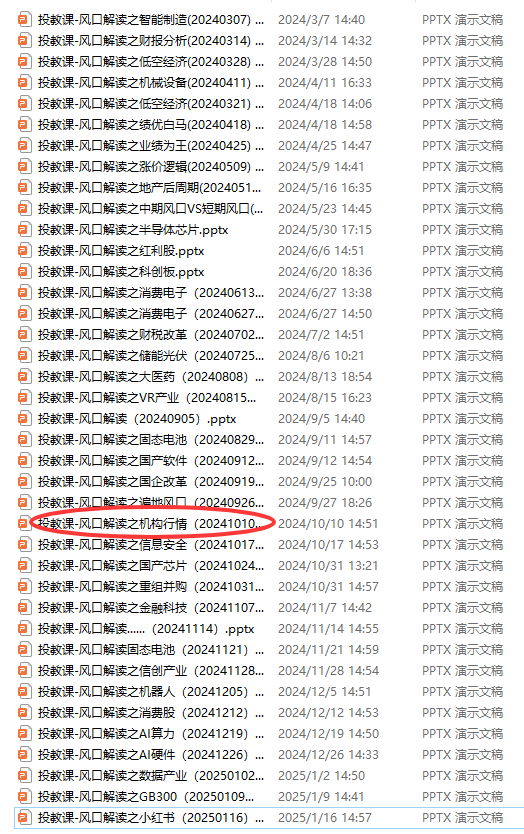 投教课-风口解读之智能制造(20240307) ... 2024/3/7 14:40 PPTX 演示文稿
投教课-风口解读之财报分析(20240314) ... 2024/3/14 14:32 PPTX 演示文稿
投教课-风口解读之低空经济(20240328) ... 2024/3/28 14:50 PPTX 演示文稿
投教课-风口解读之机械设备(20240411) ... 2024/4/11 16:33 PPTX 演示文稿
投教课-风口解读之低空经济(20240321) ... 2024/4/18 14:06 PPTX 演示文稿
投教课-风口解读之绩优白马(20240418) ... 2024/4/18 14:58 PPTX 演示文稿
投教课-风口解读之业绩为王(20240425) ... 2024/4/25 14:47 PPTX 演示文稿
投教课-风口解读之涨价逻辑(20240509) ... 2024/5/9 14:41 PPTX 演示文稿
投教课-风口解读之地产后周期(2024051... 2024/5/16 16:35 PPTX 演示文稿
投教课-风口解读之中期风口VS短期风口(... 2024/5/23 14:45 PPTX 演示文稿
投教课-风口解读之半导体芯片.pptx 2024/5/30 17:15 PPTX 演示文稿
投教课-风口解读之红利股.pptx 2024/6/6 14:51 PPTX 演示文稿
投教课-风口解读之科创板.pptx 2024/6/20 18:36 PPTX 演示文稿
投教课-风口解读之消费电子（20240613... 2024/6/27 13:38 PPTX 演示文稿
投教课-风口解读之消费电子（20240627... 2024/6/27 14:50 PPTX 演示文稿
投教课-风口解读之财税改革（20240702... 2024/7/2 14:51 PPTX 演示文稿
投教课-风口解读之储能光伏（20240725... 2024/8/6 10:21 PPTX 演示文稿
投教课-风口解读之大医药（20240808）... 2024/8/13 18:54 PPTX 演示文稿
投教课-风口解读之VR产业（20240815... 2024/8/15 16:23 PPTX 演示文稿
投教课-风口解读（20240905）.pptx 2024/9/5 14:40 PPTX 演示文稿
投教课-风口解读之固态电池（20240829... 2024/9/11 14:57 PPTX 演示文稿
投教课-风口解读之国产软件（20240912... 2024/9/12 14:54 PPTX 演示文稿
投教课-风口解读之国企改革（20240919... 2024/9/25 10:00 PPTX 演示文稿
投教课-风口解读之遍地风口（20240926... 2024/9/27 18:26 PPTX 演示文稿
投教课-风口解读之机构行情（20241010... 2024/10/10 14:51 PPTX 演示文稿
投教课-风口解读之信息安全（20241017... 2024/10/17 14:53 PPTX 演示文稿
投教课-风口解读之国产芯片（20241024... 2024/10/31 13:21 PPTX 演示文稿
投教课-风口解读之重组并购（20241031... 2024/10/31 14:57 PPTX 演示文稿
投教课-风口解读之金融科技（20241107... 2024/11/7 14:42 PPTX 演示文稿
投教课-风口解读......（20241114）.pptx 2024/11/14 14:55 PPTX 演示文稿
投教课-风口解读固态电池（20241121）... 2024/11/21 14:59 PPTX 演示文稿
投教课-风口解读之信创产业（20241128... 2024/11/28 14:54 PPTX 演示文稿
投教课-风口解读之机器人（20241205）... 2024/12/5 14:51 PPTX 演示文稿
投教课-风口解读之消费股（20241212）... 2024/12/12 14:53 PPTX 演示文稿
投教课-风口解读之AI算力（20241219）... 2024/12/19 14:50 PPTX 演示文稿
投教课-风口解读之AI硬件（20241226）... 2024/12/26 14:33 PPTX 演示文稿
投教课-风口解读之数据产业（20250102... 2025/1/2 14:50 PPTX 演示文稿
投教课-风口解读之GB300（20250109... 2025/1/9 14:41 PPTX 演示文稿
投教课-风口解读之小红书（20250116）... 2025/1/16 14:57 PPTX 演示文稿